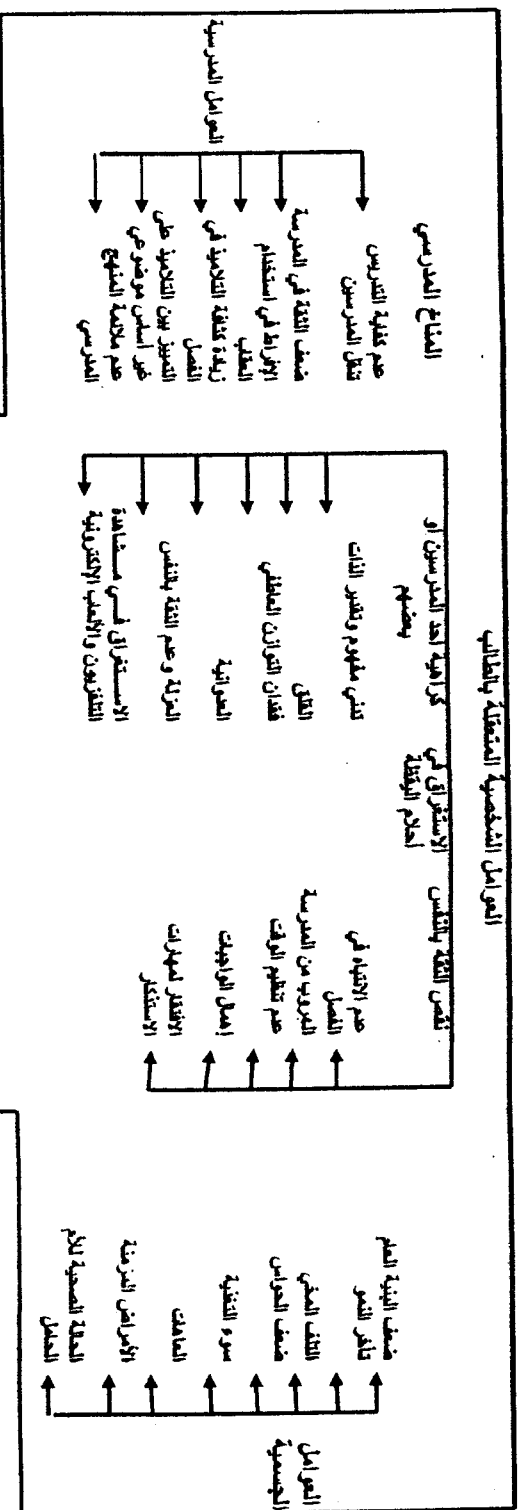 العوامل الشخصية المتعلقة بالطالب
العوامل
الجسمية
ضعف البنية العام
تأخر النمو
التلف المخي
ضعف الحواس
سوء التغذية
العاهات
الأمراض المزمنة
الحالة الصحية للأم
الحامل
نقص الثقة بالنفس
الاستغراق في
أحلام اليقظة
كراهية احد المدرسين او
بعضهم
عدم الانتباه في
الفصل
الهروب من المدرسة
عدم تنظيم الوقت
إهمال الواجبات
الافتقار لمهارات
الاستذكار
تدني مفهوم وتقدير الذات
القلق
فقدان التوازن العاطفي
العدوانية
العزلة وعدم الثقة بالنفس
الاستغراق في مشاهدة
التلفزيون والألعاب الإلكترونية
العوامل المدرسية
المناخ المدرسي
عدم كفاية التدريس
تنقل المدرسين
ضعف الثقة في المدرسة
الإفراط في استخدام
العقاب
زيادة كثافة التلاميذ في
الفصل
التمييز بين التلاميذ على
غير أساس موضوعي
عدم ملائمة المنهج
المدرسي